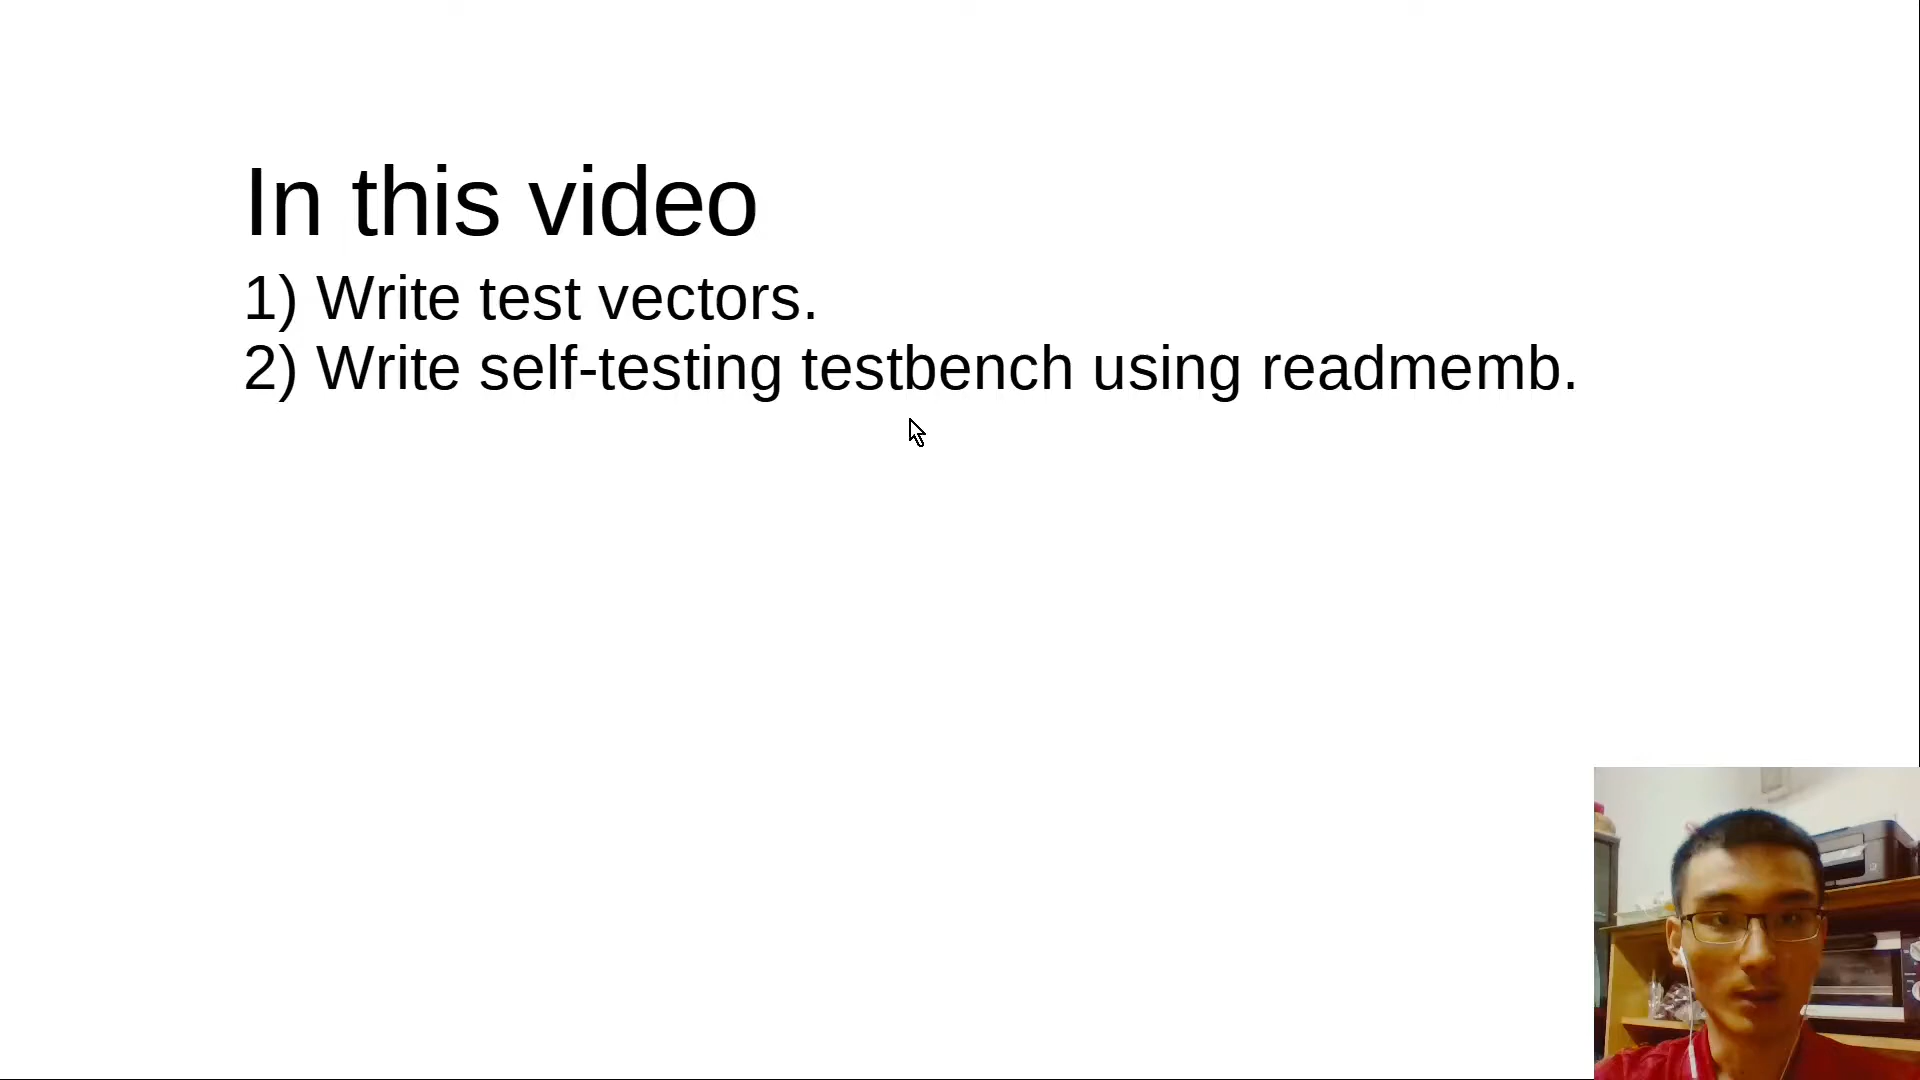 In this video
1) Write test vectors.
2) Write self-testing testbench using readmemb.